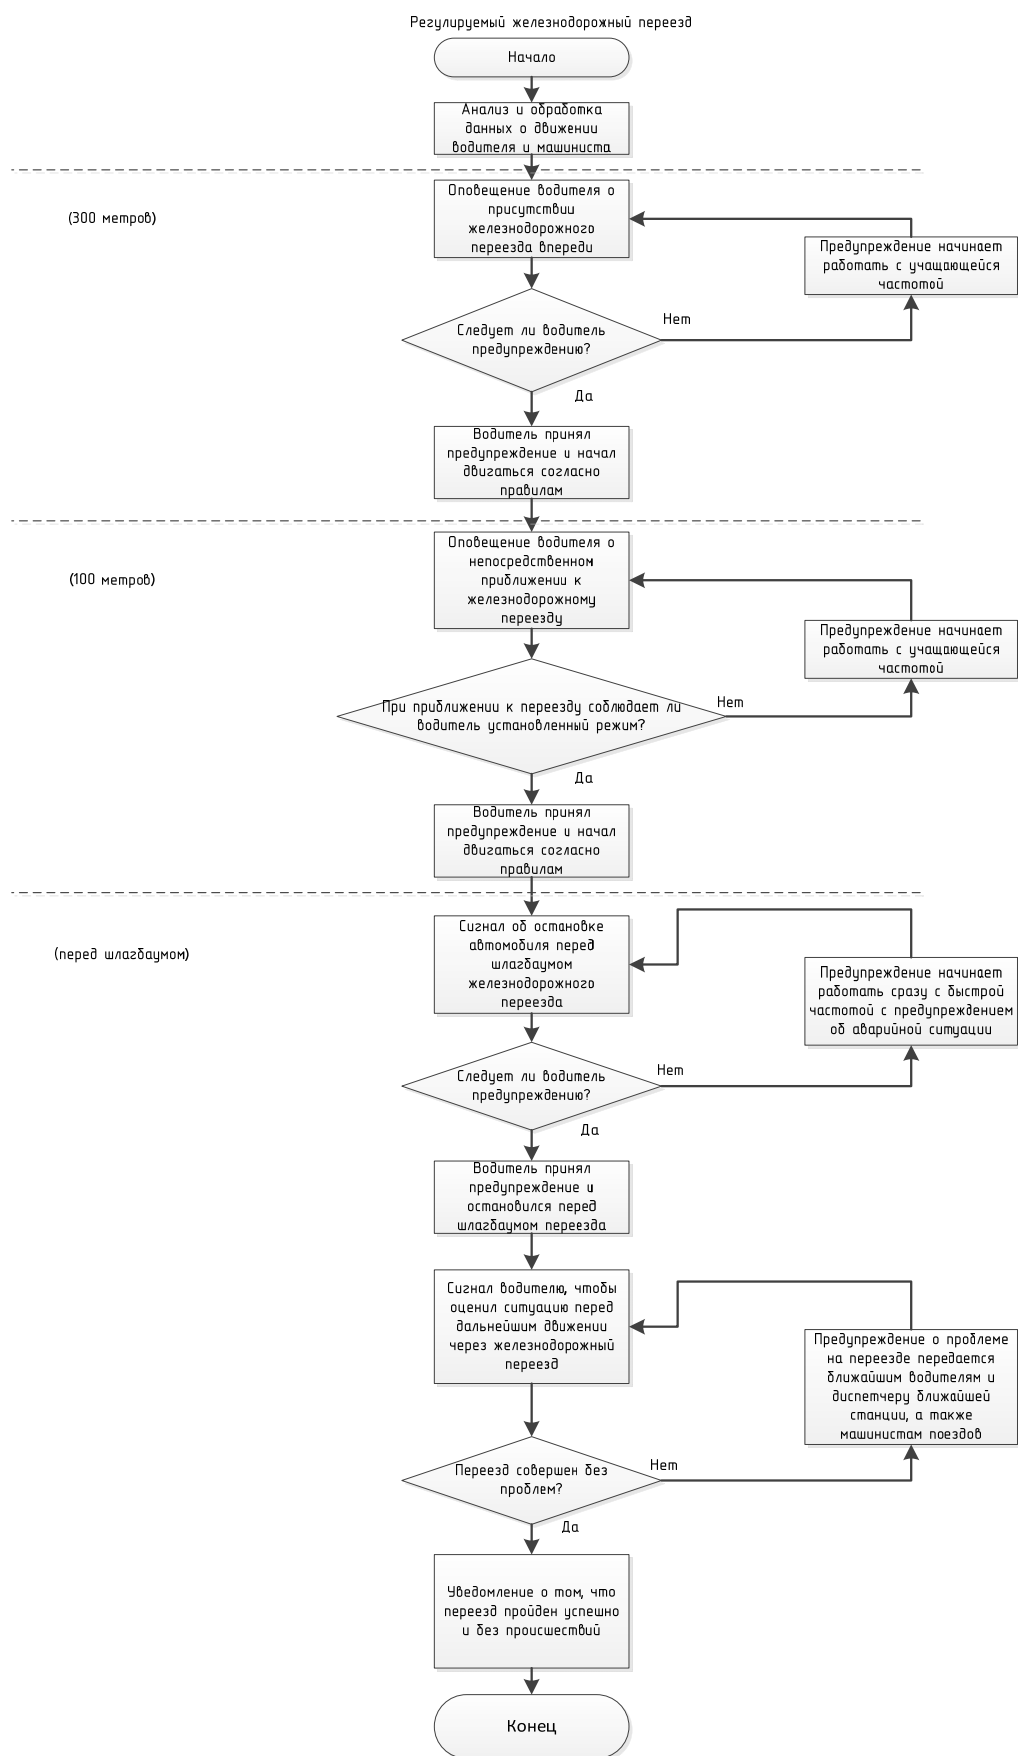 Регулируемый железнодорожный переезд
Начало
Анализ и обработка
данных о движении
водителя и машиниста
(300 метров)
Оповещение водителя о
присутствии
железнодорожного
переезда впереди
Предупреждение начинает
работать с учащающейся
частотой
Следует ли водитель
предупреждению?
Нет
Да
Водитель принял
предупреждение и начал
двигаться согласно
правилам
(100 метров)
Оповещение водителя о
непосредственном
приближении к
железнодорожному
переезду
Предупреждение начинает
работать с учащающейся
частотой
При приближении к переезду соблюдает ли
водитель установленный режим?
Нет
Да
Водитель принял
предупреждение и начал
двигаться согласно
правилам
(перед шлагбаумом)
Сигнал об остановке
автомобиля перед
шлагбаумом
железнодорожного
переезда
Предупреждение начинает
работать сразу с быстрой
частотой с предупреждением
об аварийной ситуации
Следует ли водитель
предупреждению?
Нет
Да
Водитель принял
предупреждение и
остановился перед
шлагбаумом переезда
Сигнал водителю, чтобы
оценил ситуацию перед
дальнейшим движении
через железнодорожный
переезд
Предупреждение о проблеме
на переезде передается
ближайшим водителям и
диспетчеру ближайшей
станции, а также
машинистам поездов
Переезд совершен без
проблем?
Нет
Да
Уведомление о том, что
переезд пройден успешно
и без происшествий
Конец